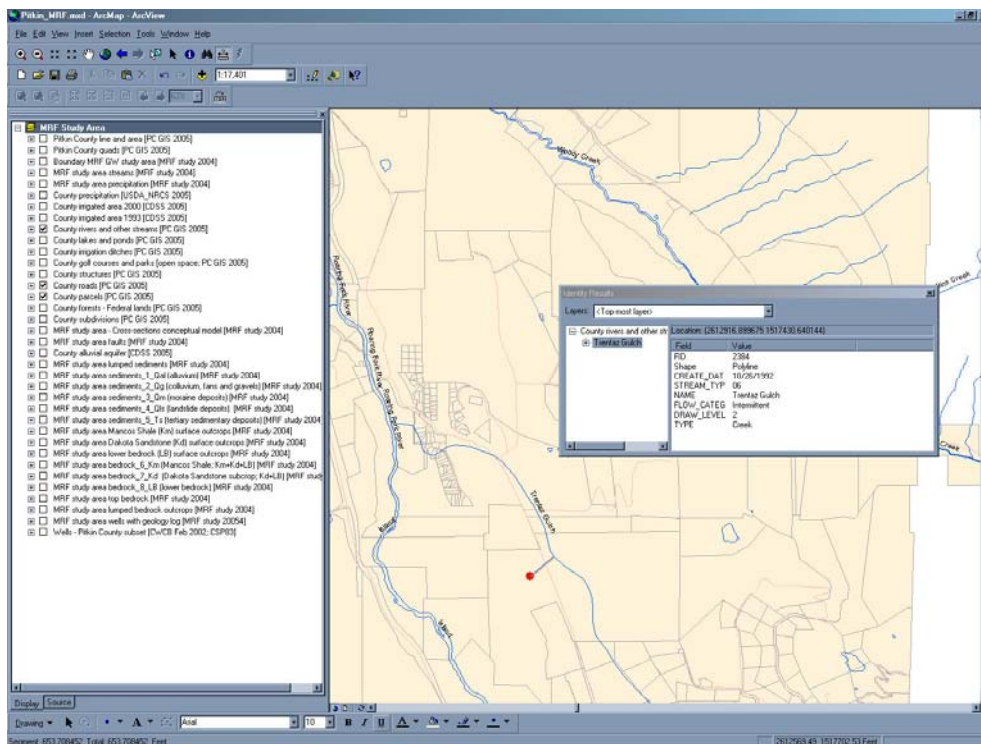 Pitkin_MRF.mxd - ArcMap - ArcView
File Edit View Insert Selection Tools Window Help
1:17,401
MRF Study Area
Pitkin County line and area [PC GIS 2005]
Pitkin County quads [PC GIS 2005]
Boundary MRF GW study area [MRF study 2004]
MRF study area streams [MRF study 2004]
MRF study area precipitation [MRF study 2004]
County precipitation [USDA_NRCS 2005]
County irrigated area 2000 [CDSS 2005]
County irrigated area 1993 [CDSS 2005]
County rivers and other streams [PC GIS 2005]
County lakes and ponds [PC GIS 2005]
County irrigation ditches [PC GIS 2005]
County golf courses and parks [open space; PC GIS 2005]
County structures [PC GIS 2005]
County roads [PC GIS 2005]
County parcels [PC GIS 2005]
County forests - Federal lands [PC GIS 2005]
County subdivisions [PC GIS 2005]
MRF study area - Cross-sections conceptual model [MRF study 2004]
MRF study area faults [MRF study 2004]
County alluvial aquifer [CDSS 2005]
MRF study area lumped sediments [MRF study 2004]
MRF study area sediments_1_Qal (alluvium) [MRF study 2004]
MRF study area sediments_2_Qg (colluvium, fans and gravels) [MRF study 2004]
MRF study area sediments_3_Qm (moraine deposits) [MRF study 2004]
MRF study area sediments_4_Qls (landslide deposits) [MRF study 2004]
MRF study area sediments_5_Ts (tertiary sedimentary deposits) [MRF study 2004]
MRF study area Mancos Shale (Km) surface outcrops [MRF study 2004]
MRF study area Dakota Sandstone (Kd) surface outcrops [MRF study 2004]
MRF study area lower bedrock (LB) surface outcrops [MRF study 2004]
MRF study area bedrock_6_Km (Mancos Shale; Km+Kd+LB) [MRF study 2004]
MRF study area bedrock_7_Kd (Dakota Sandstone subcrop; Kd+LB) [MRF study
MRF study area bedrock_8_LB (lower bedrock) [MRF study 2004]
MRF study area top bedrock [MRF study 2004]
MRF study area lumped bedrock outcrops [MRF study 2004]
MRF study area wells with geology log [MRF study 20054]
Wells - Pitkin County subset [CWCB Feb 2002; CSP83]
Display Source
Woody Creek
Roaring Fork River
Roaring Fork River
Roaring Fork River
Trentaz Gulch
Island
Island
Creek
Creek
Identify Results
Layers: <Top-most layer>
County rivers and other str
Trentaz Gulch
Location: (2612916.899675 1517430.640144)
Field Value
FID 2384
Shape Polyline
CREATE_DAT 10/26/1992
STREAM_TYP 06
NAME Trentaz Gulch
FLOW_CATEG Intermittent
DRAW_LEVEL 2
TYPE Creek
Drawing Arial 10 B I U A
Segment: 653.708452 Total: 653.708452 Feet
2612569.49 1517702.53 Feet